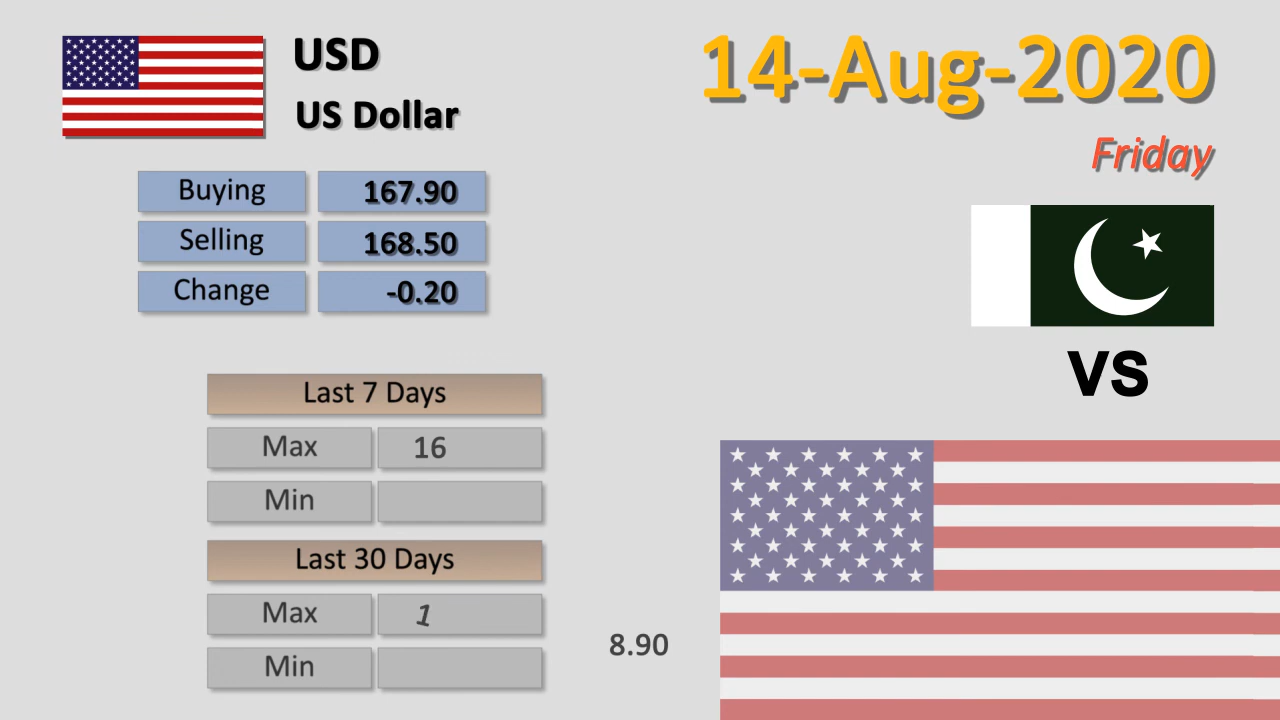 USD
US Dollar
14-Aug-2020
Friday
Buying 167.90
Selling 168.50
Change -0.20
VS
Last 7 Days
Max 16
Min
Last 30 Days
Max 1
8.90
Min